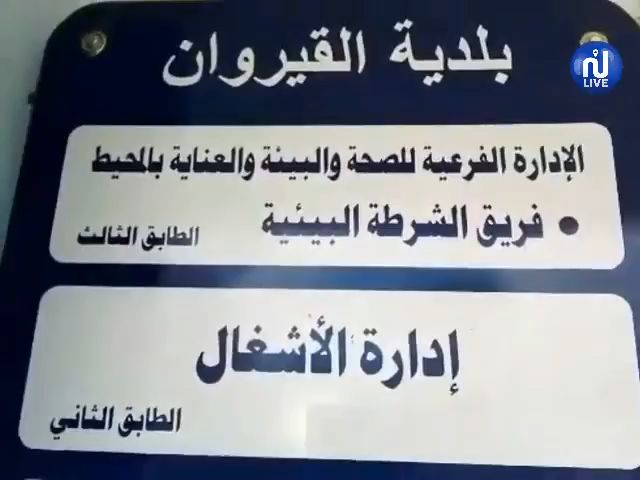 بلدية القيروان
الإدارة الفرعية للصحة والبيئة والعناية بالمحيط
• فريق الشرطة البيئية
الطابق الثالث
إدارة الأشغال
الطابق الثاني
LIVE